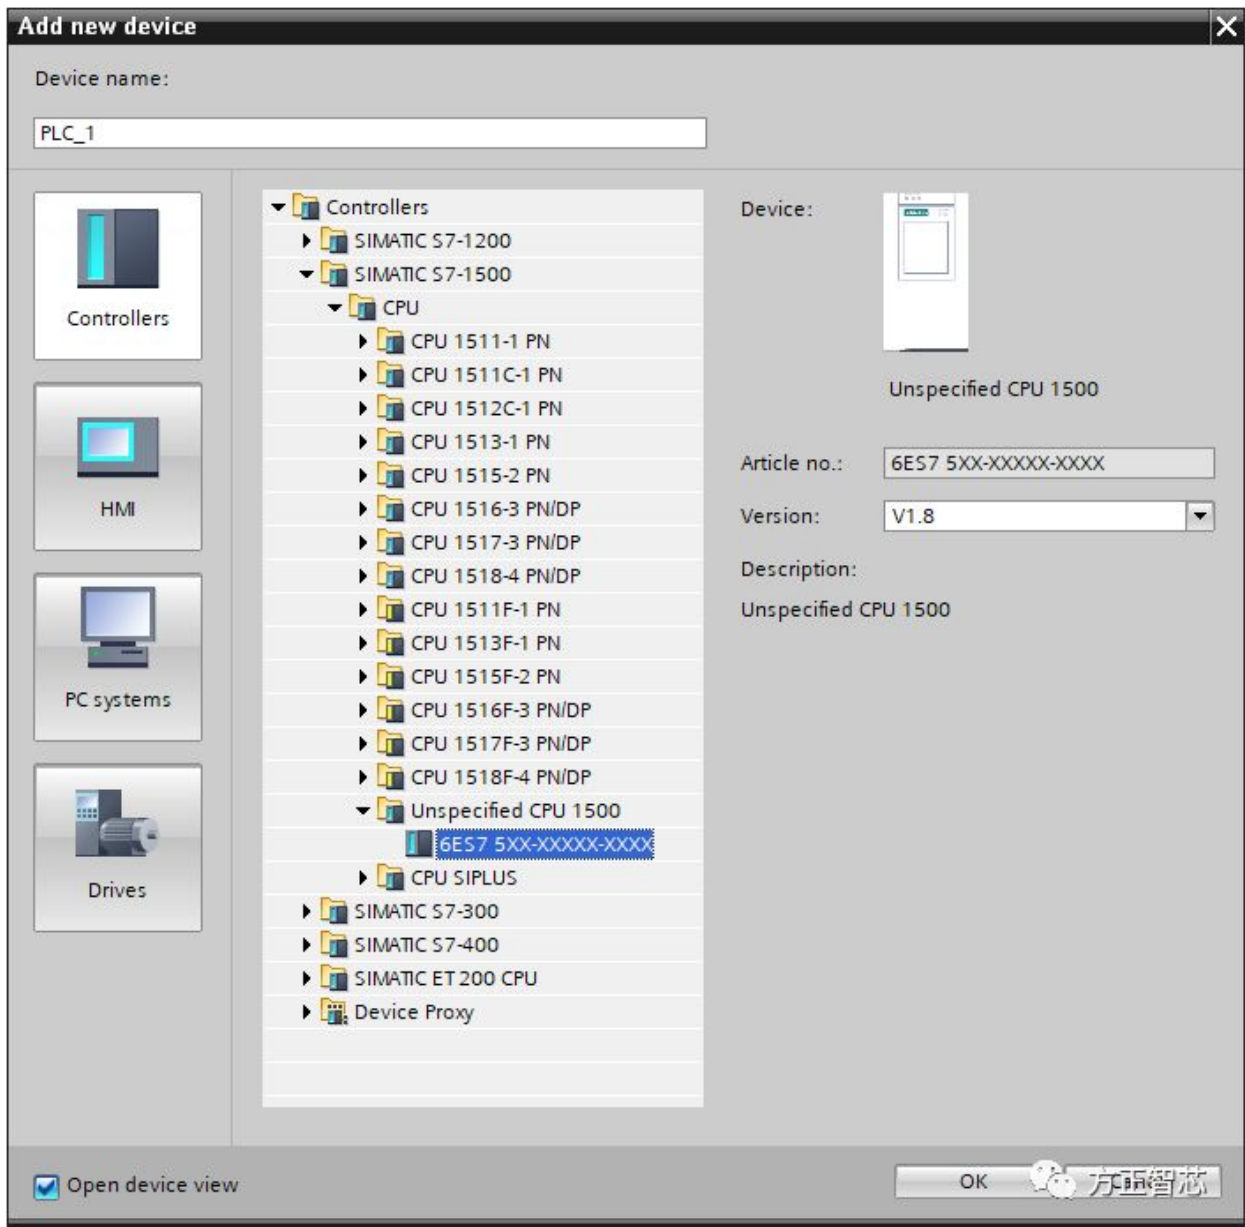 Add new device
Device name:
PLC_1
Controllers
HMI
PC systems
Drives
Controllers
SIMATIC S7-1200
SIMATIC S7-1500
CPU
CPU 1511-1 PN
CPU 1511C-1 PN
CPU 1512C-1 PN
CPU 1513-1 PN
CPU 1515-2 PN
CPU 1516-3 PN/DP
CPU 1517-3 PN/DP
CPU 1518-4 PN/DP
CPU 1511F-1 PN
CPU 1513F-1 PN
CPU 1515F-2 PN
CPU 1516F-3 PN/DP
CPU 1517F-3 PN/DP
CPU 1518F-4 PN/DP
Unspecified CPU 1500
6ES7 5XX-XXXXX-XXXX
CPU SIPLUS
SIMATIC S7-300
SIMATIC S7-400
SIMATIC ET 200 CPU
Device Proxy
Device:
Unspecified CPU 1500
Article no.: 6ES7 5XX-XXXXX-XXXX
Version: V1.8
Description:
Unspecified CPU 1500
Open device view
OK
方正智芯